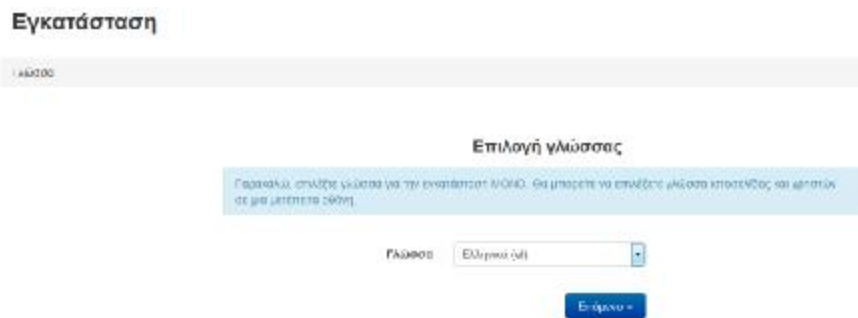 Εγκατάσταση
Γλώσσα
Επιλογή γλώσσας
Παρακαλώ, επιλέξτε γλώσσα για την εγκατάσταση ΜΟΝΟ. Θα μπορείτε να επιλέξετε γλώσσα ιστοσελίδας και χρηστών
σε μια μετέπειτα οθόνη.
Γλώσσα Ελληνικά (el)
Επόμενο »